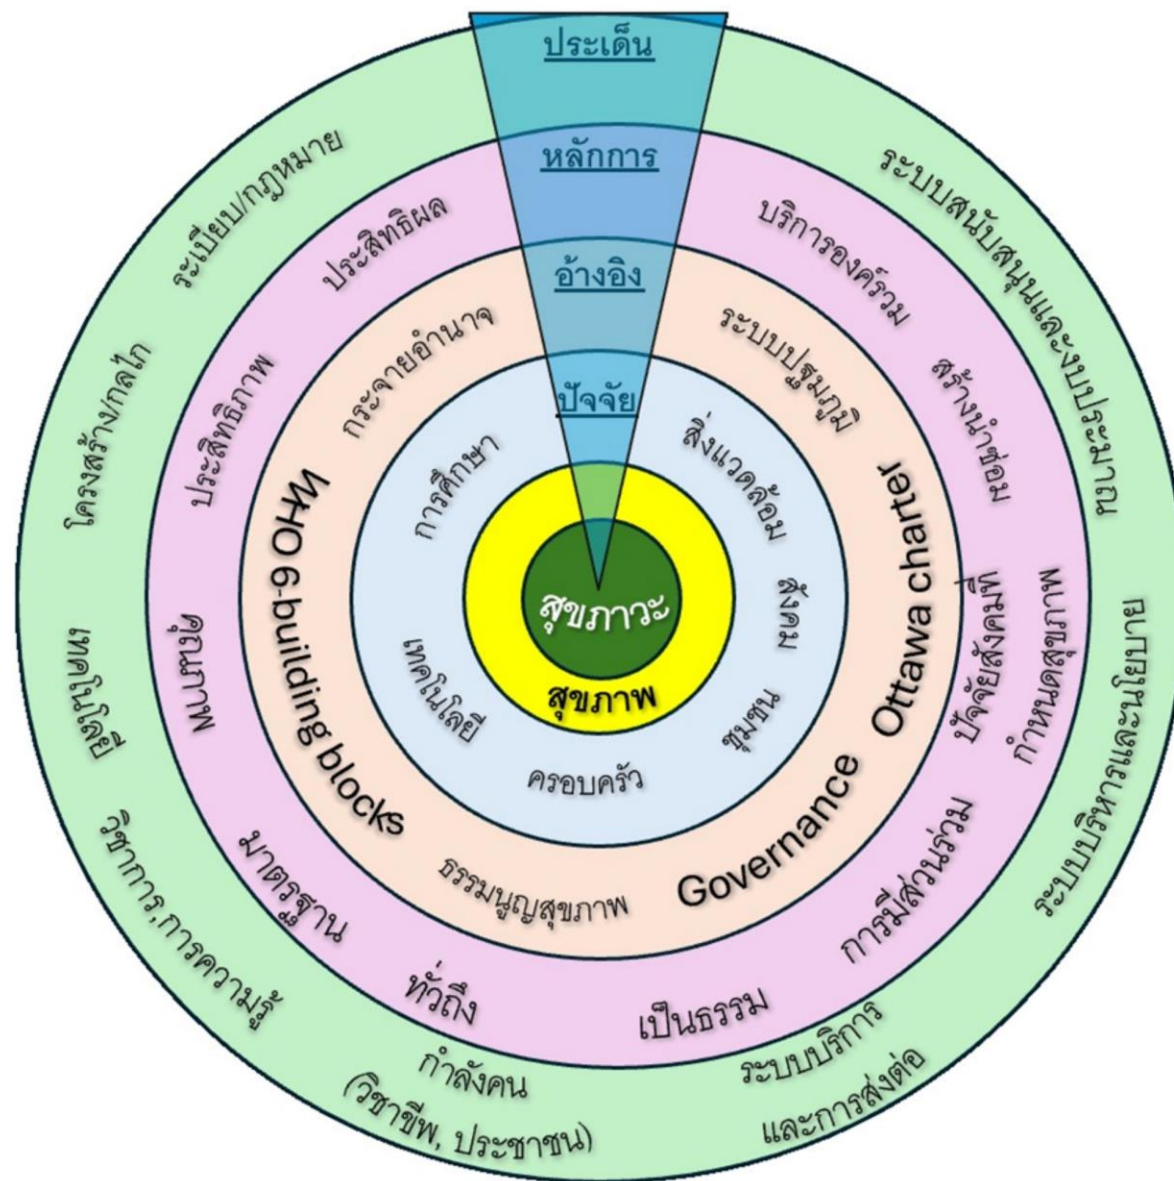 ประเด็น
หลักการ
อ้างอิง
ปัจจัย
สุขภาวะ
สุขภาพ
สิ่งแวดล้อม
สังคม
ชุมชน
ครอบครัว
เทคโนโลยี
การศึกษา
ระบบปฐมภูมิ
Ottawa charter
Governance
ธรรมนูญสุขภาพ
WHO 6-building blocks
กระจายอำนาจ
บริการองค์รวม
สร้างนำซ่อม
ปัจจัยสังคมที่
กำหนดสุขภาพ
การมีส่วนร่วม
เป็นธรรม
ทั่วถึง
มาตรฐาน
คุณภาพ
ประสิทธิภาพ
ประสิทธิผล
ระบบสนับสนุนและงบประมาณ
ระบบบริหารและนโยบาย
ระบบบริการ
และการส่งต่อ
กำลังคน
(วิชาชีพ, ประชาชน)
วิชาการ,การความรู้
เทคโนโลยี
โครงสร้าง/กลไก
ระเบียบ/กฎหมาย